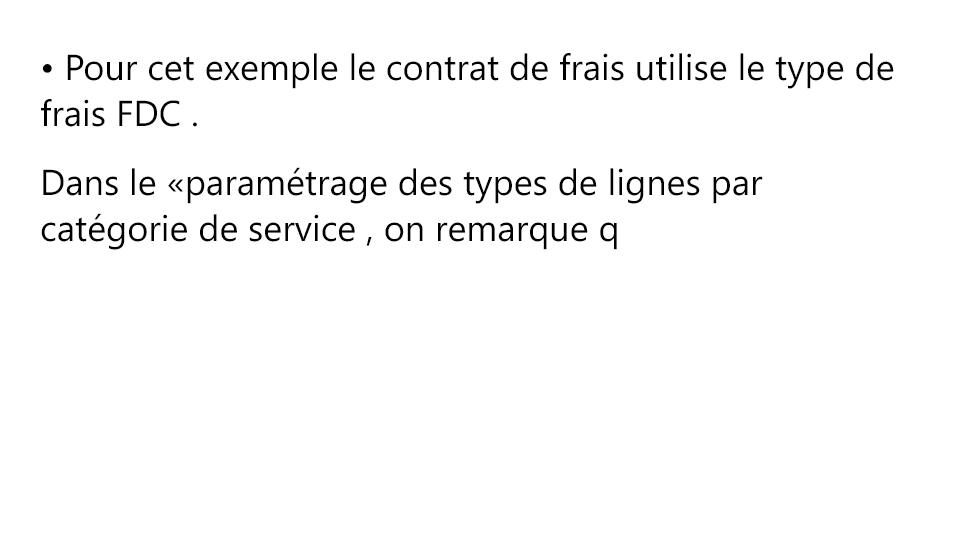 • Pour cet exemple le contrat de frais utilise le type de
frais FDC .
Dans le «paramétrage des types de lignes par
catégorie de service , on remarque q